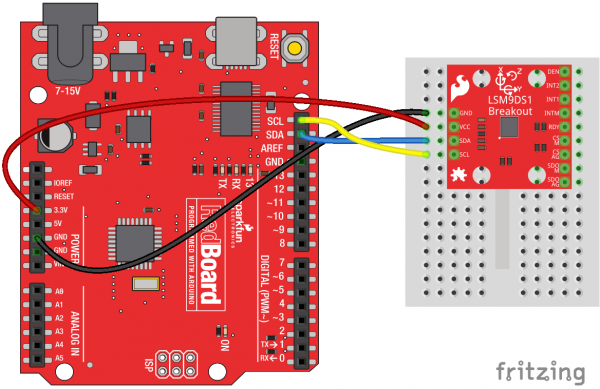 7-15V
RESET
SCL
SDA
AREF
GND
13
12
~11
~10
~9
8
7
~6
~5
4
~3
2
TX→1
RX←0
DIGITAL (PWM~)
IOREF
RESET
3.3V
5V
GND
GND
POWER
A0
A1
A2
A3
A4
A5
ANALOG IN
TX
RX
13
sparkfun
ELECTRONICS
RedBoard
PROGRAMMED WITH ARDUINO
ISP
ON
X
Z
Y
LSM9DS1
Breakout
GND
VCC
SDA
SCL
DEN
INT2
INT1
INTM
RDY
CS
M
CS
AG
SDO
M
SDO
AG
fritzing